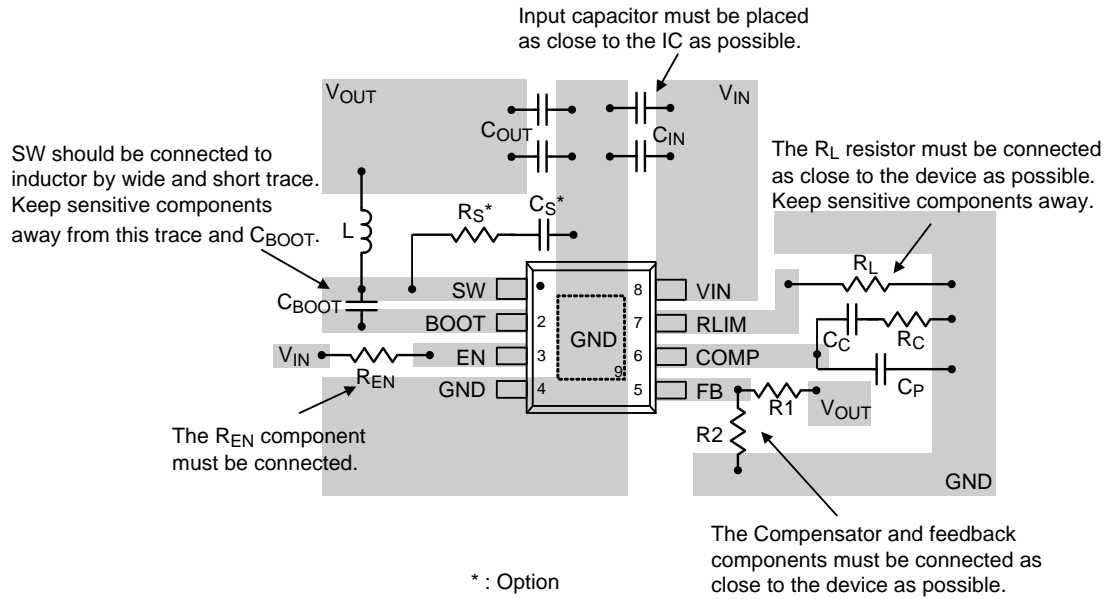 Input capacitor must be placed
as close to the IC as possible.
VOUT
VIN
COUT
CIN
SW should be connected to
inductor by wide and short trace.
Keep sensitive components
away from this trace and CBOOT.
The RL resistor must be connected
as close to the device as possible.
Keep sensitive components away.
RS*
CS*
L
RL
SW
8
VIN
CBOOT
BOOT
2
GND
7
RLIM
CC
RC
VIN
EN
3
6
COMP
REN
9
CP
GND
4
5
FB
R1
VOUT
R2
The REN component
must be connected.
GND
The Compensator and feedback
components must be connected as
close to the device as possible.
* : Option